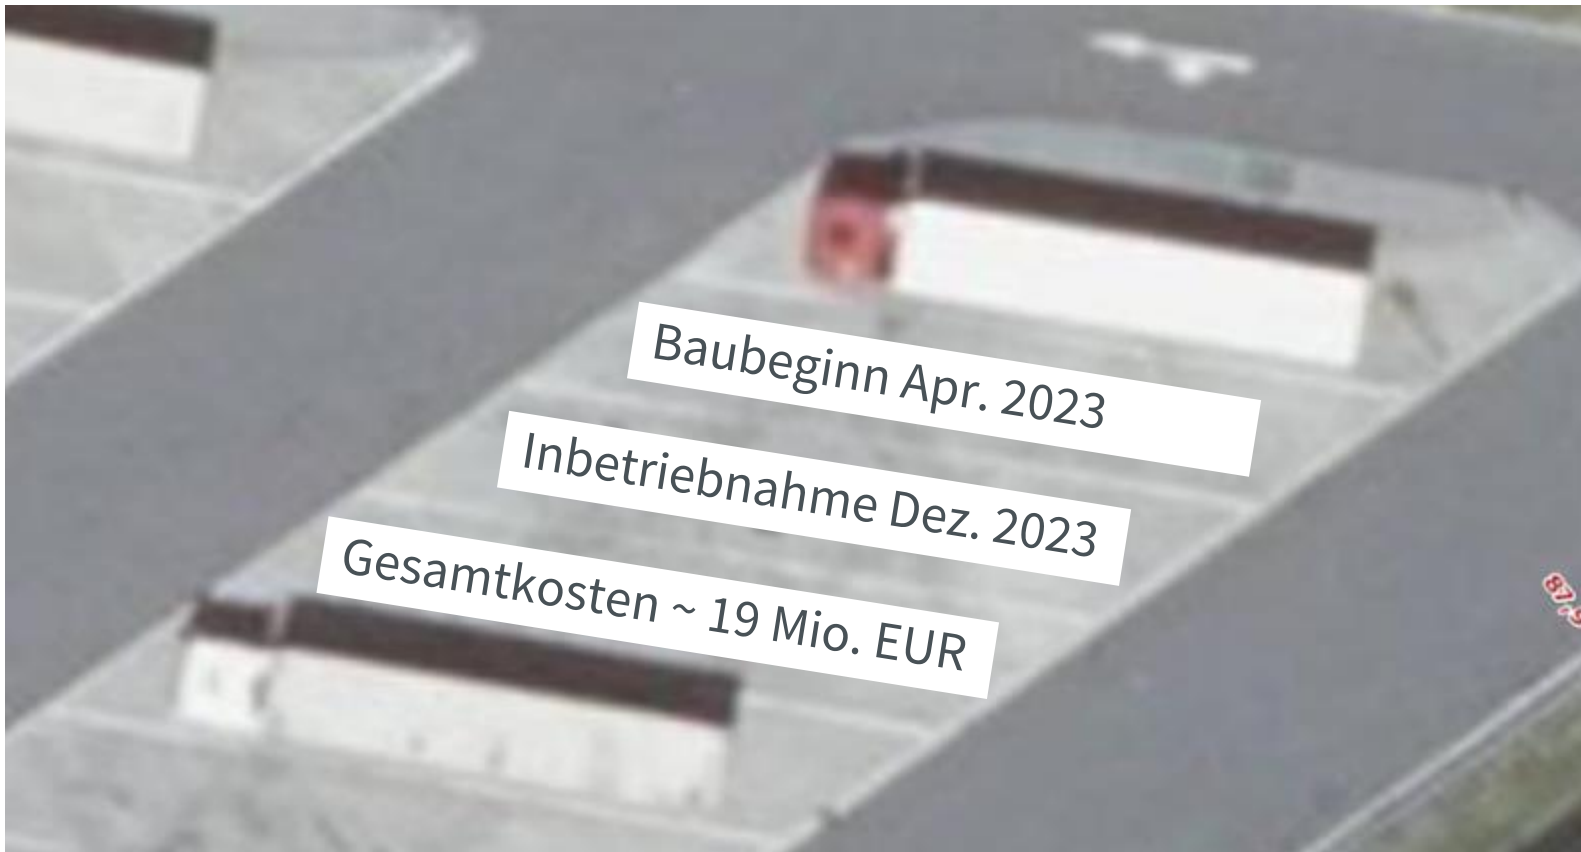 Baubeginn Apr. 2023
Inbetriebnahme Dez. 2023
Gesamtkosten ~ 19 Mio. EUR